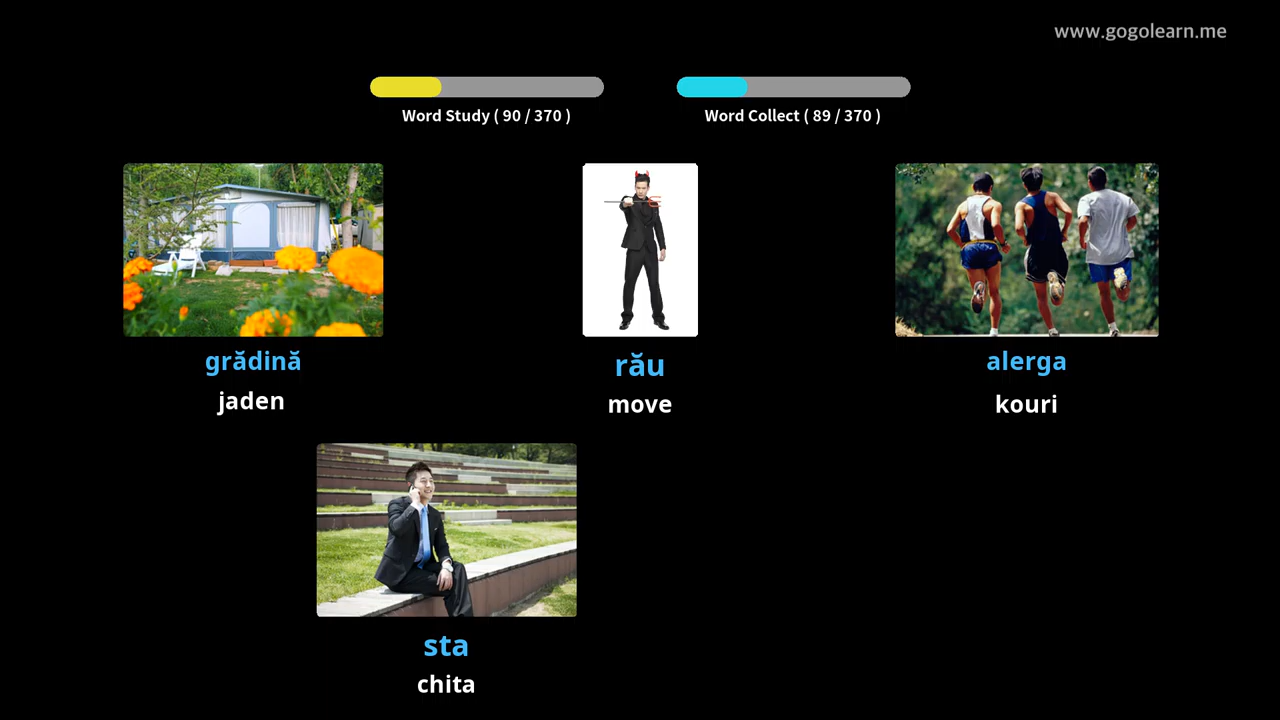 www.gogolearn.me
Word Study ( 90 / 370 )
Word Collect ( 89 / 370 )
grădină
jaden
rău
move
alerga
kouri
sta
chita